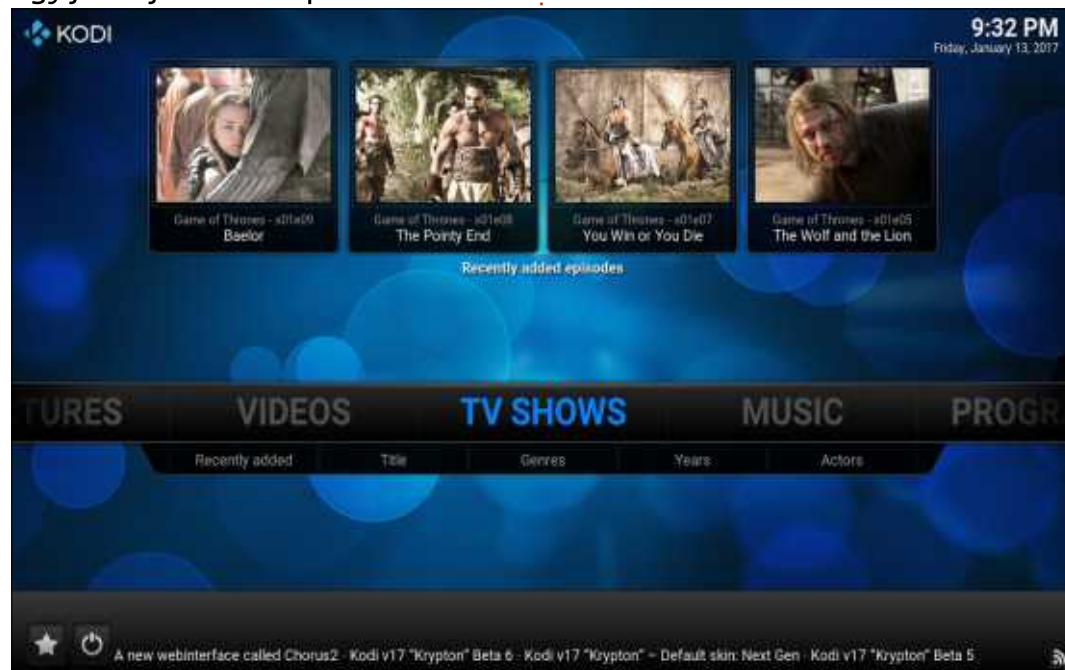 KODI
9:32 PM
Friday, January 13, 2017
Game of Thrones - s01e09
Baelor
Game of Thrones - s01e08
The Pointy End
Game of Thrones - s01e07
You Win or You Die
Game of Thrones - s01e05
The Wolf and the Lion
Recently added episodes
TURES VIDEOS TV SHOWS MUSIC PROGR
Recently added Title Genres Years Actors
A new webinterface called Chorus2 · Kodi v17 "Krypton" Beta 6 · Kodi v17 "Krypton" – Default skin: Next Gen · Kodi v17 "Krypton" Beta 5